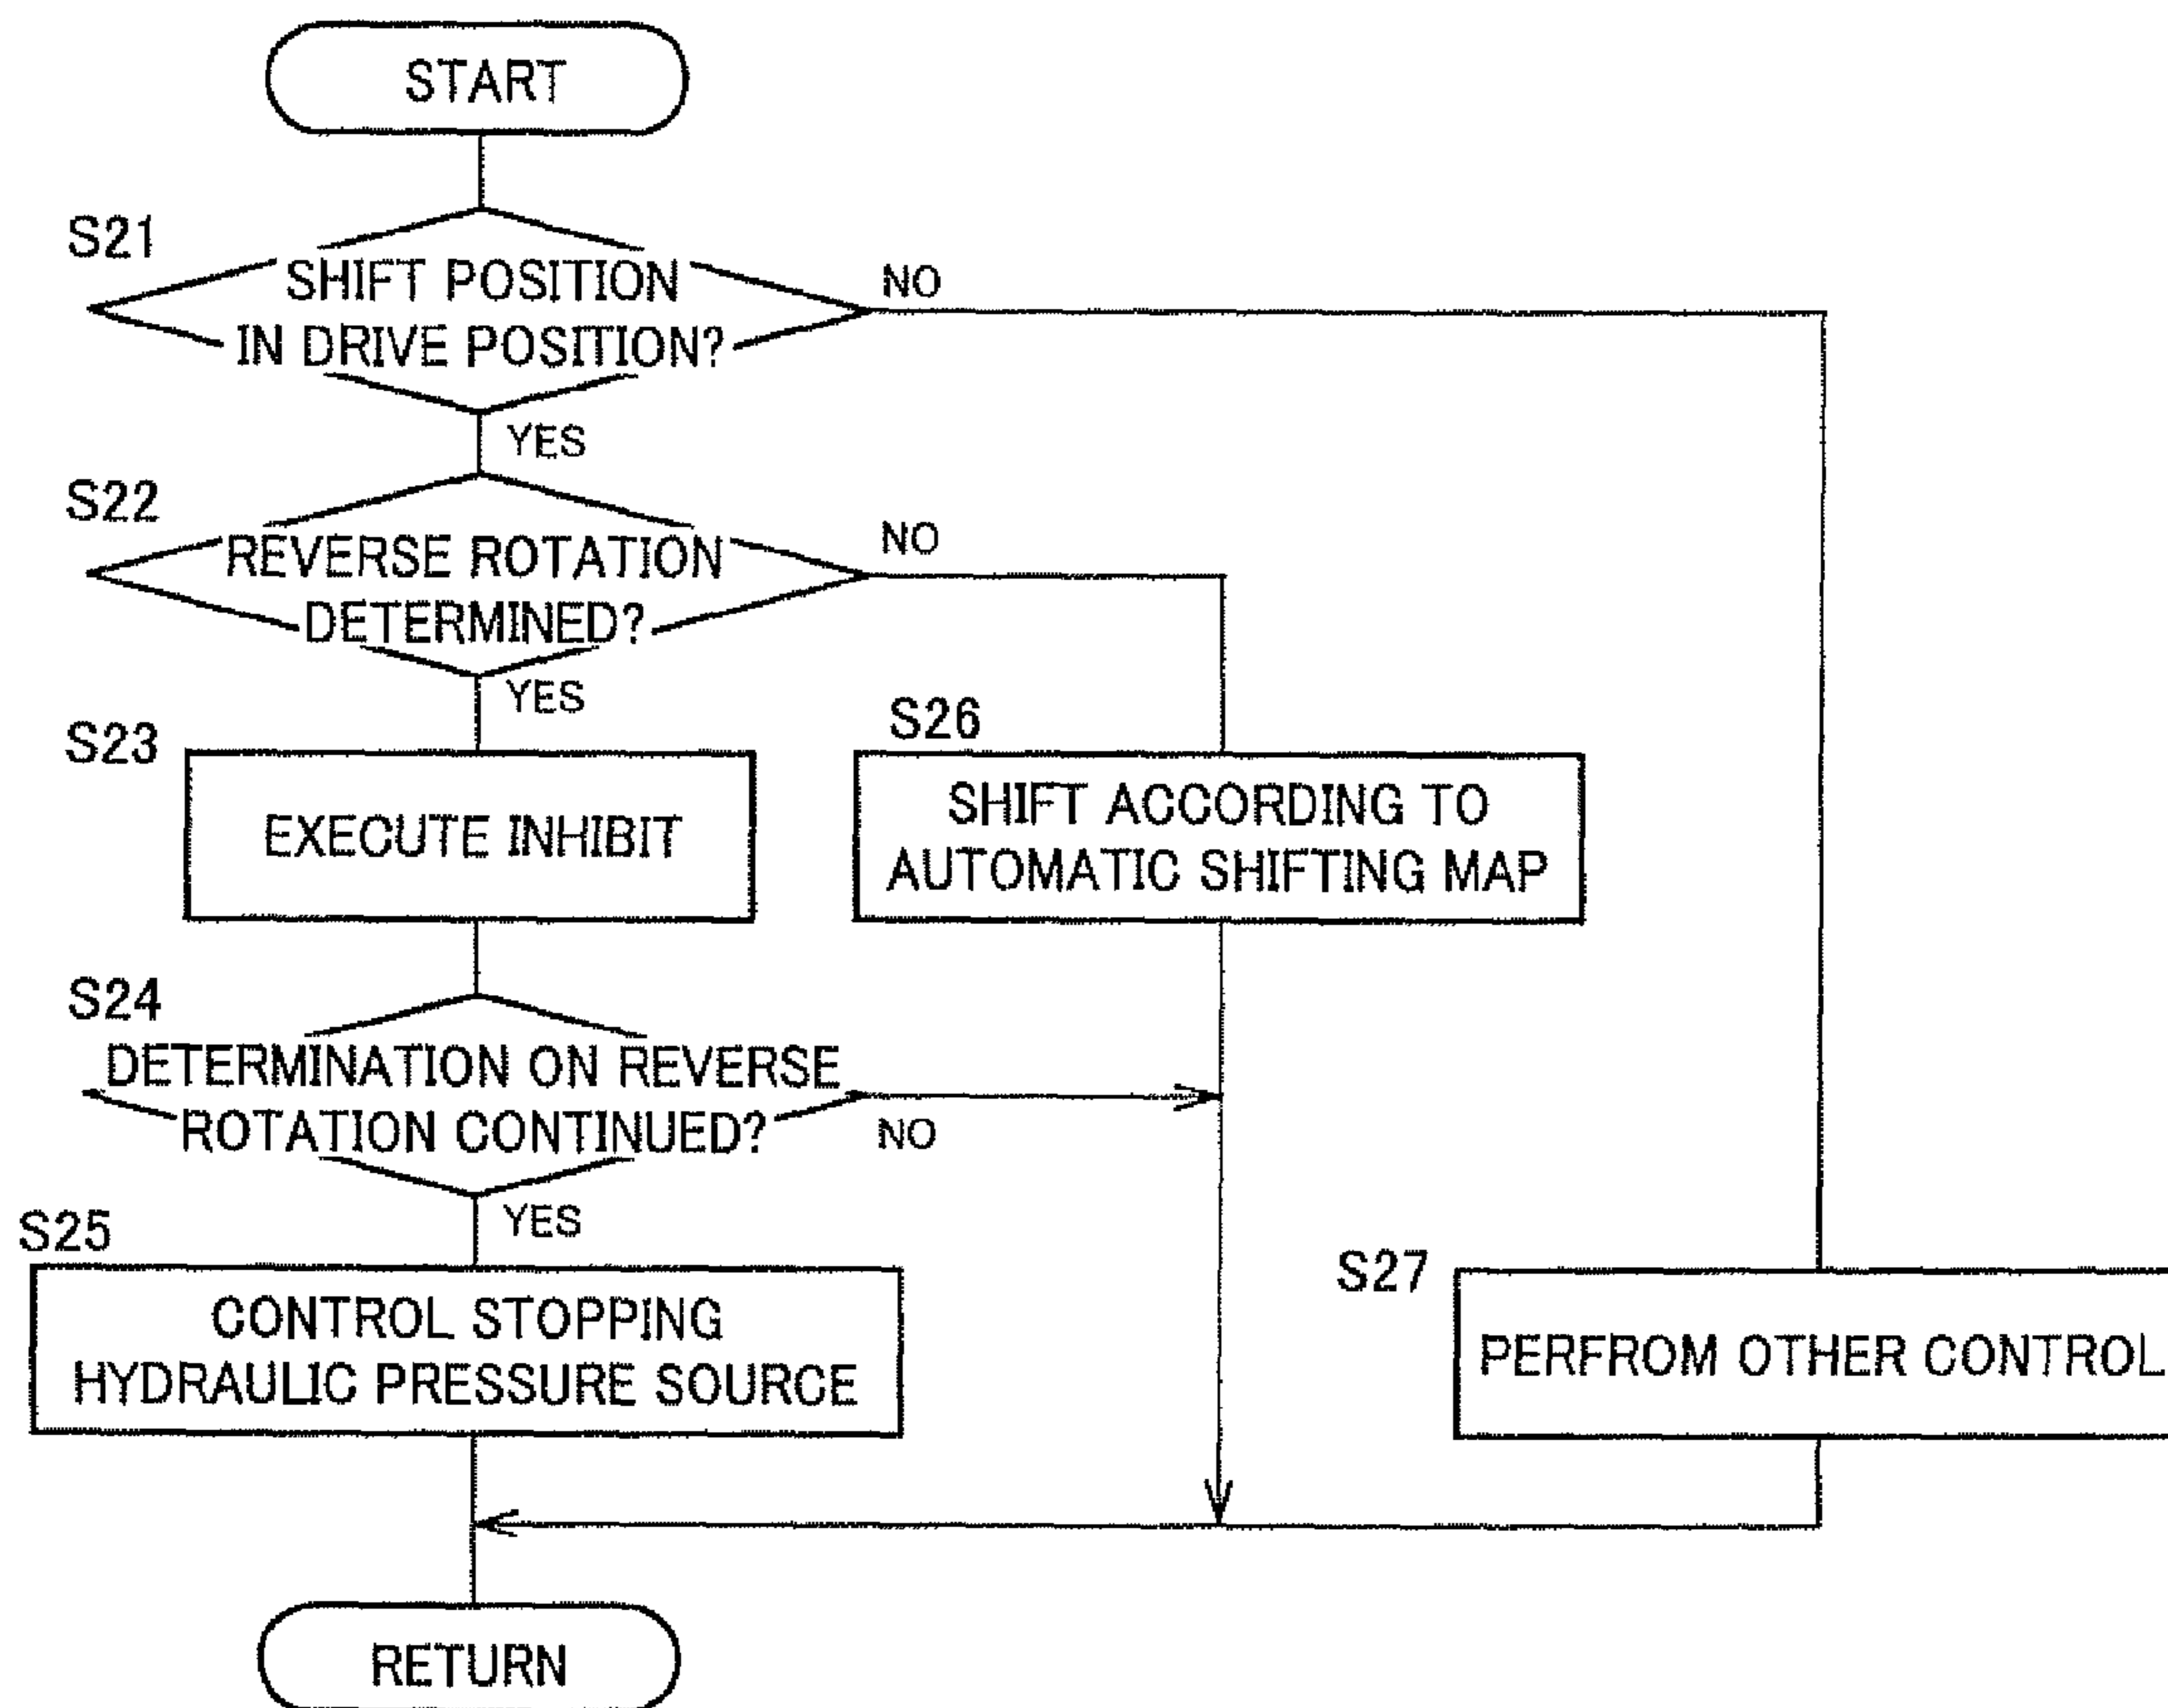 START
S21
SHIFT POSITION
IN DRIVE POSITION?
NO
YES
S22
REVERSE ROTATION
DETERMINED?
NO
YES
S23
EXECUTE INHIBIT
S26
SHIFT ACCORDING TO
AUTOMATIC SHIFTING MAP
S24
DETERMINATION ON REVERSE
ROTATION CONTINUED?
NO
YES
S25
CONTROL STOPPING
HYDRAULIC PRESSURE SOURCE
S27
PERFROM OTHER CONTROL
RETURN